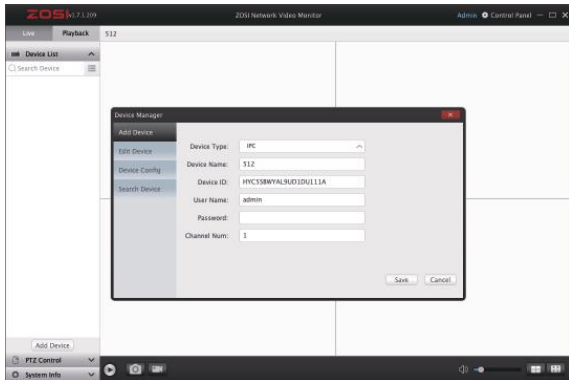 ZOSI v1.7.1.209
ZOSI Network Video Monitor
Admin Control Panel
Live Playback 512
Device List
Search Device
Device Manager
Add Device
Edit Device
Device Config
Search Device
Device Type: IPC
Device Name: 512
Device ID: HYC55BWYAL9UD1DU111A
User Name: admin
Password:
Channel Num: 1
Save Cancel
Add Device
PTZ Control
System Info